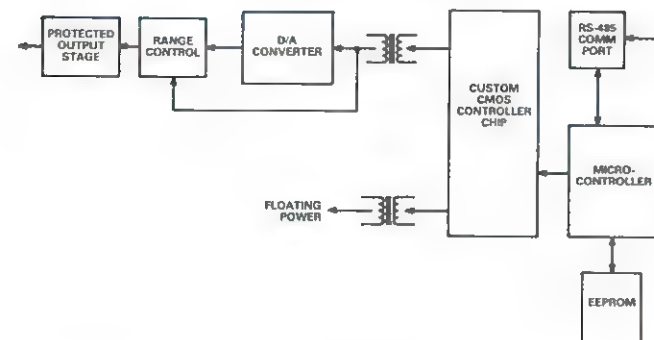 PROTECTED
OUTPUT
STAGE
RANGE
CONTROL
D/A
CONVERTER
CUSTOM
CMOS
CONTROLLER
CHIP
RS-485
COMM
PORT
MICRO-
CONTROLLER
FLOATING
POWER
EEPROM